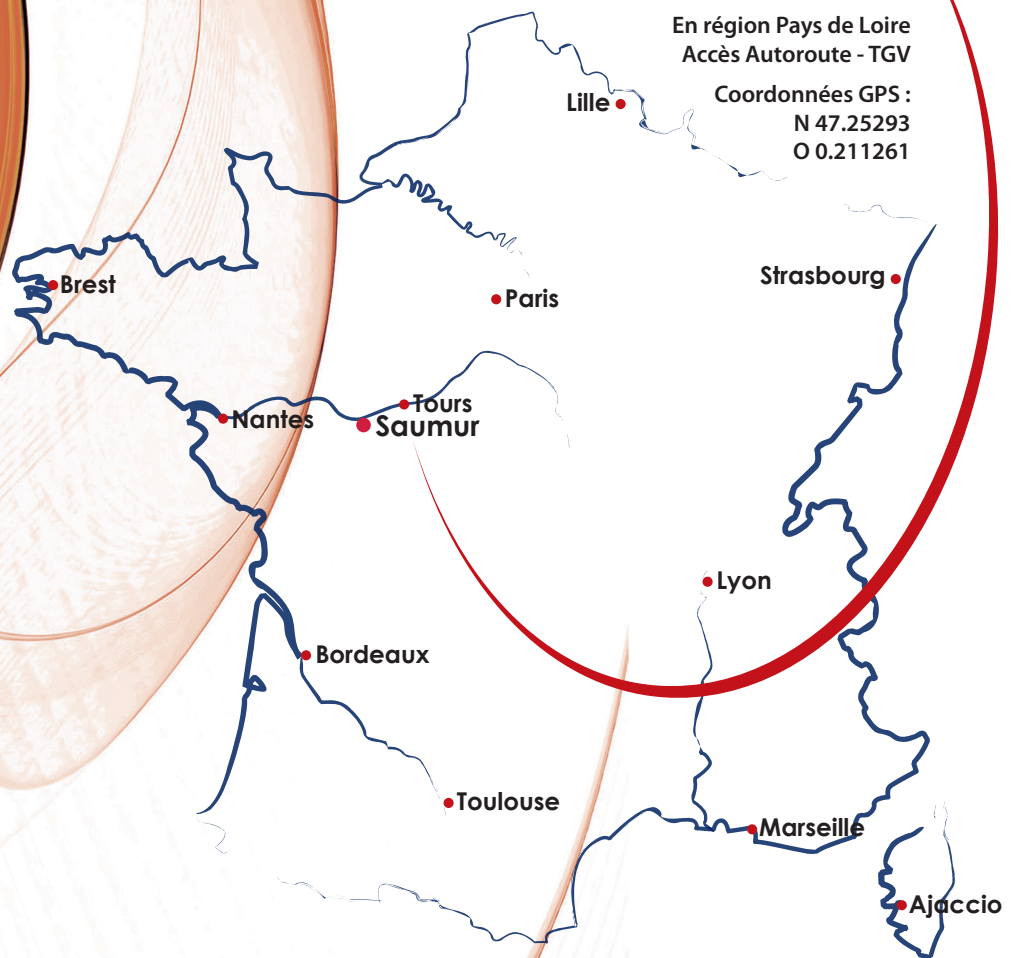 En région Pays de Loire
Accès Autoroute - TGV
Coordonnées GPS :
N 47.25293
O 0.211261
Lille
Strasbourg
Brest
Paris
Tours
Nantes
Saumur
Lyon
Bordeaux
Toulouse
Marseille
Ajaccio